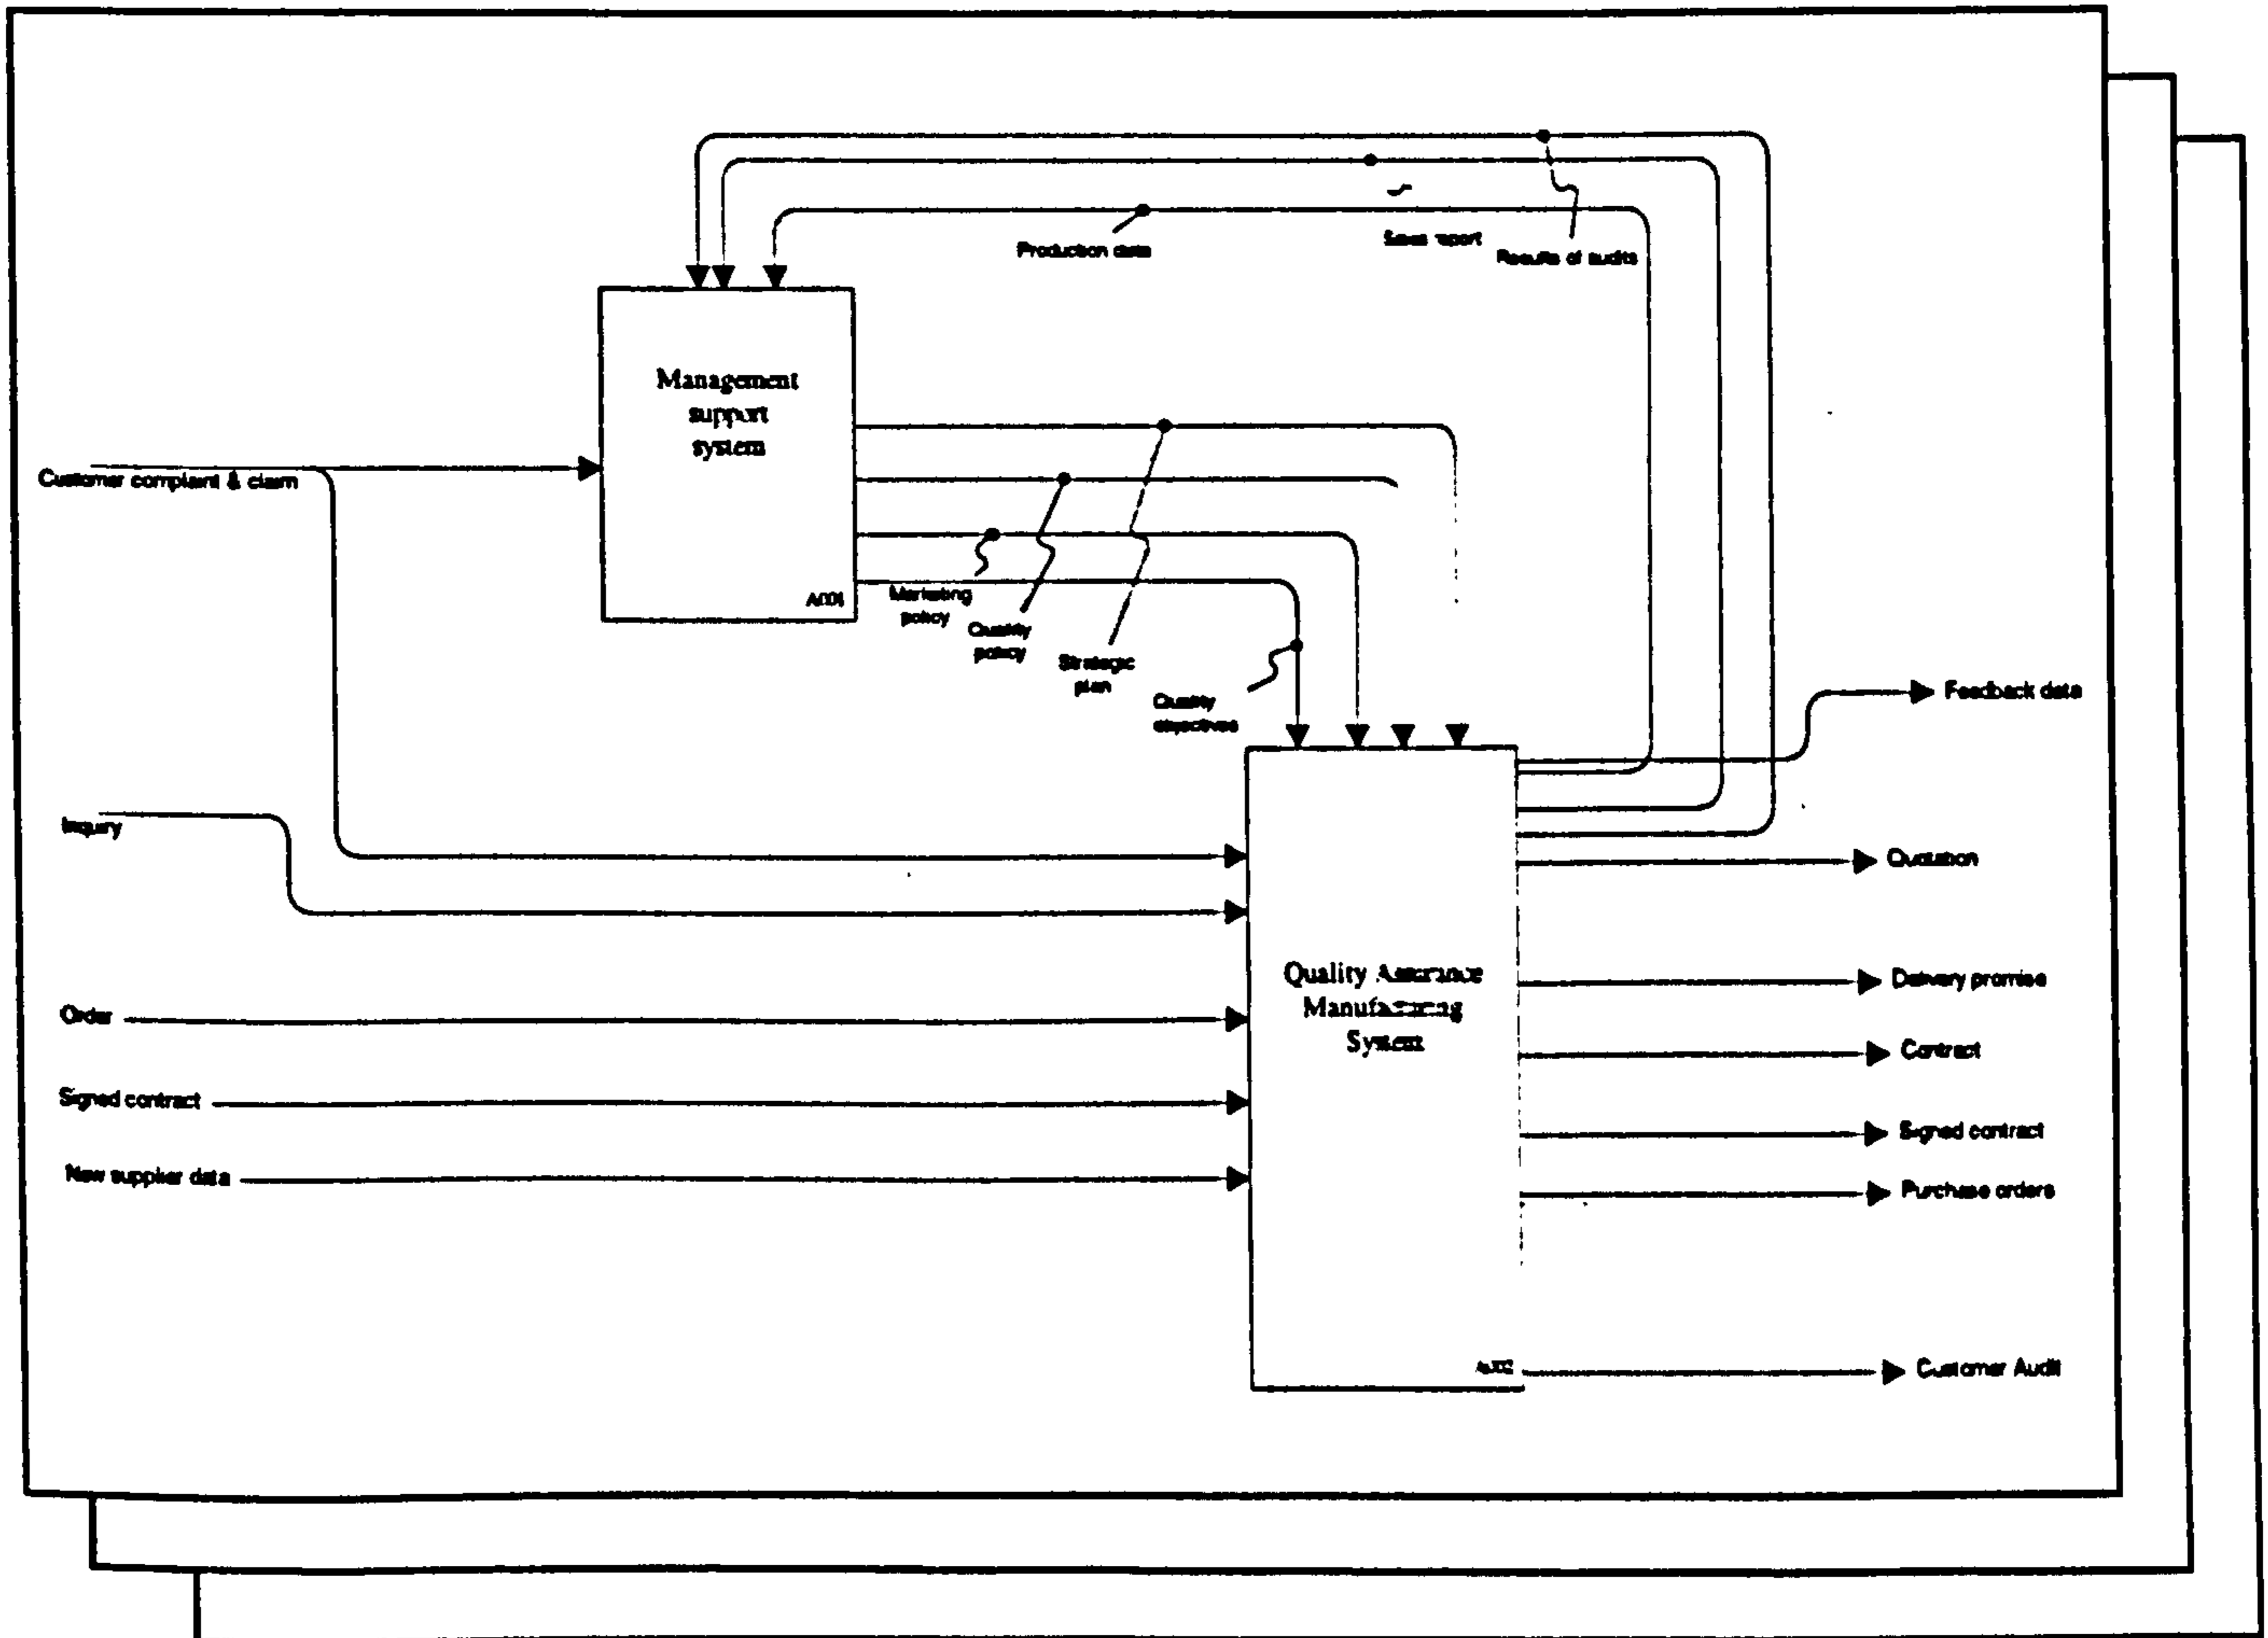 Production data
Sales report
Results of audits
Management
support
system
Customer complaint & claim
A001
Marketing
policy
Quality
policy
Strategic
plan
Quality
objectives
Feedback data
Inquiry
Quotation
Quality Assurance
Manufacturing
System
Delivery promise
Order
Contract
Signed contract
Signed contract
New supplier data
Purchase orders
A002
Customer Audit